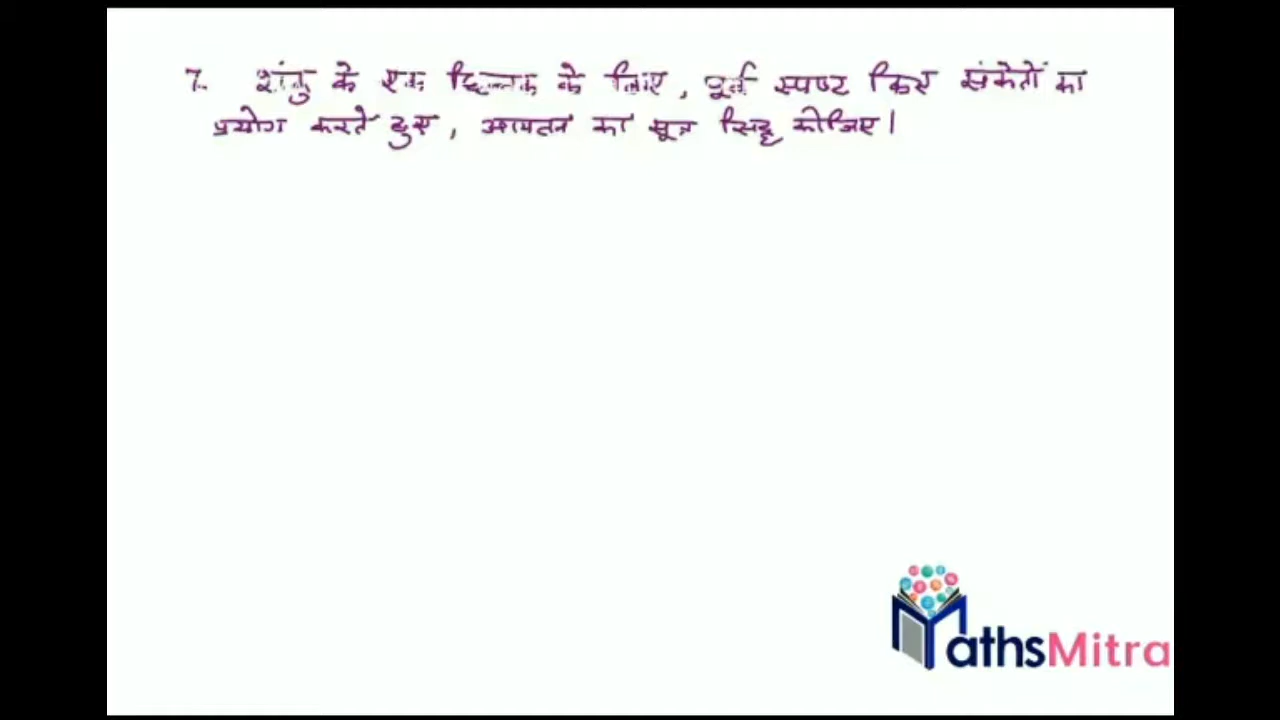 7. शंकु के एक छिन्नक के लिए, पूर्व स्पष्ट किए संकेतों का
प्रयोग करते हुए, आयतन का सूत्र सिद्ध कीजिए।
MathsMitra